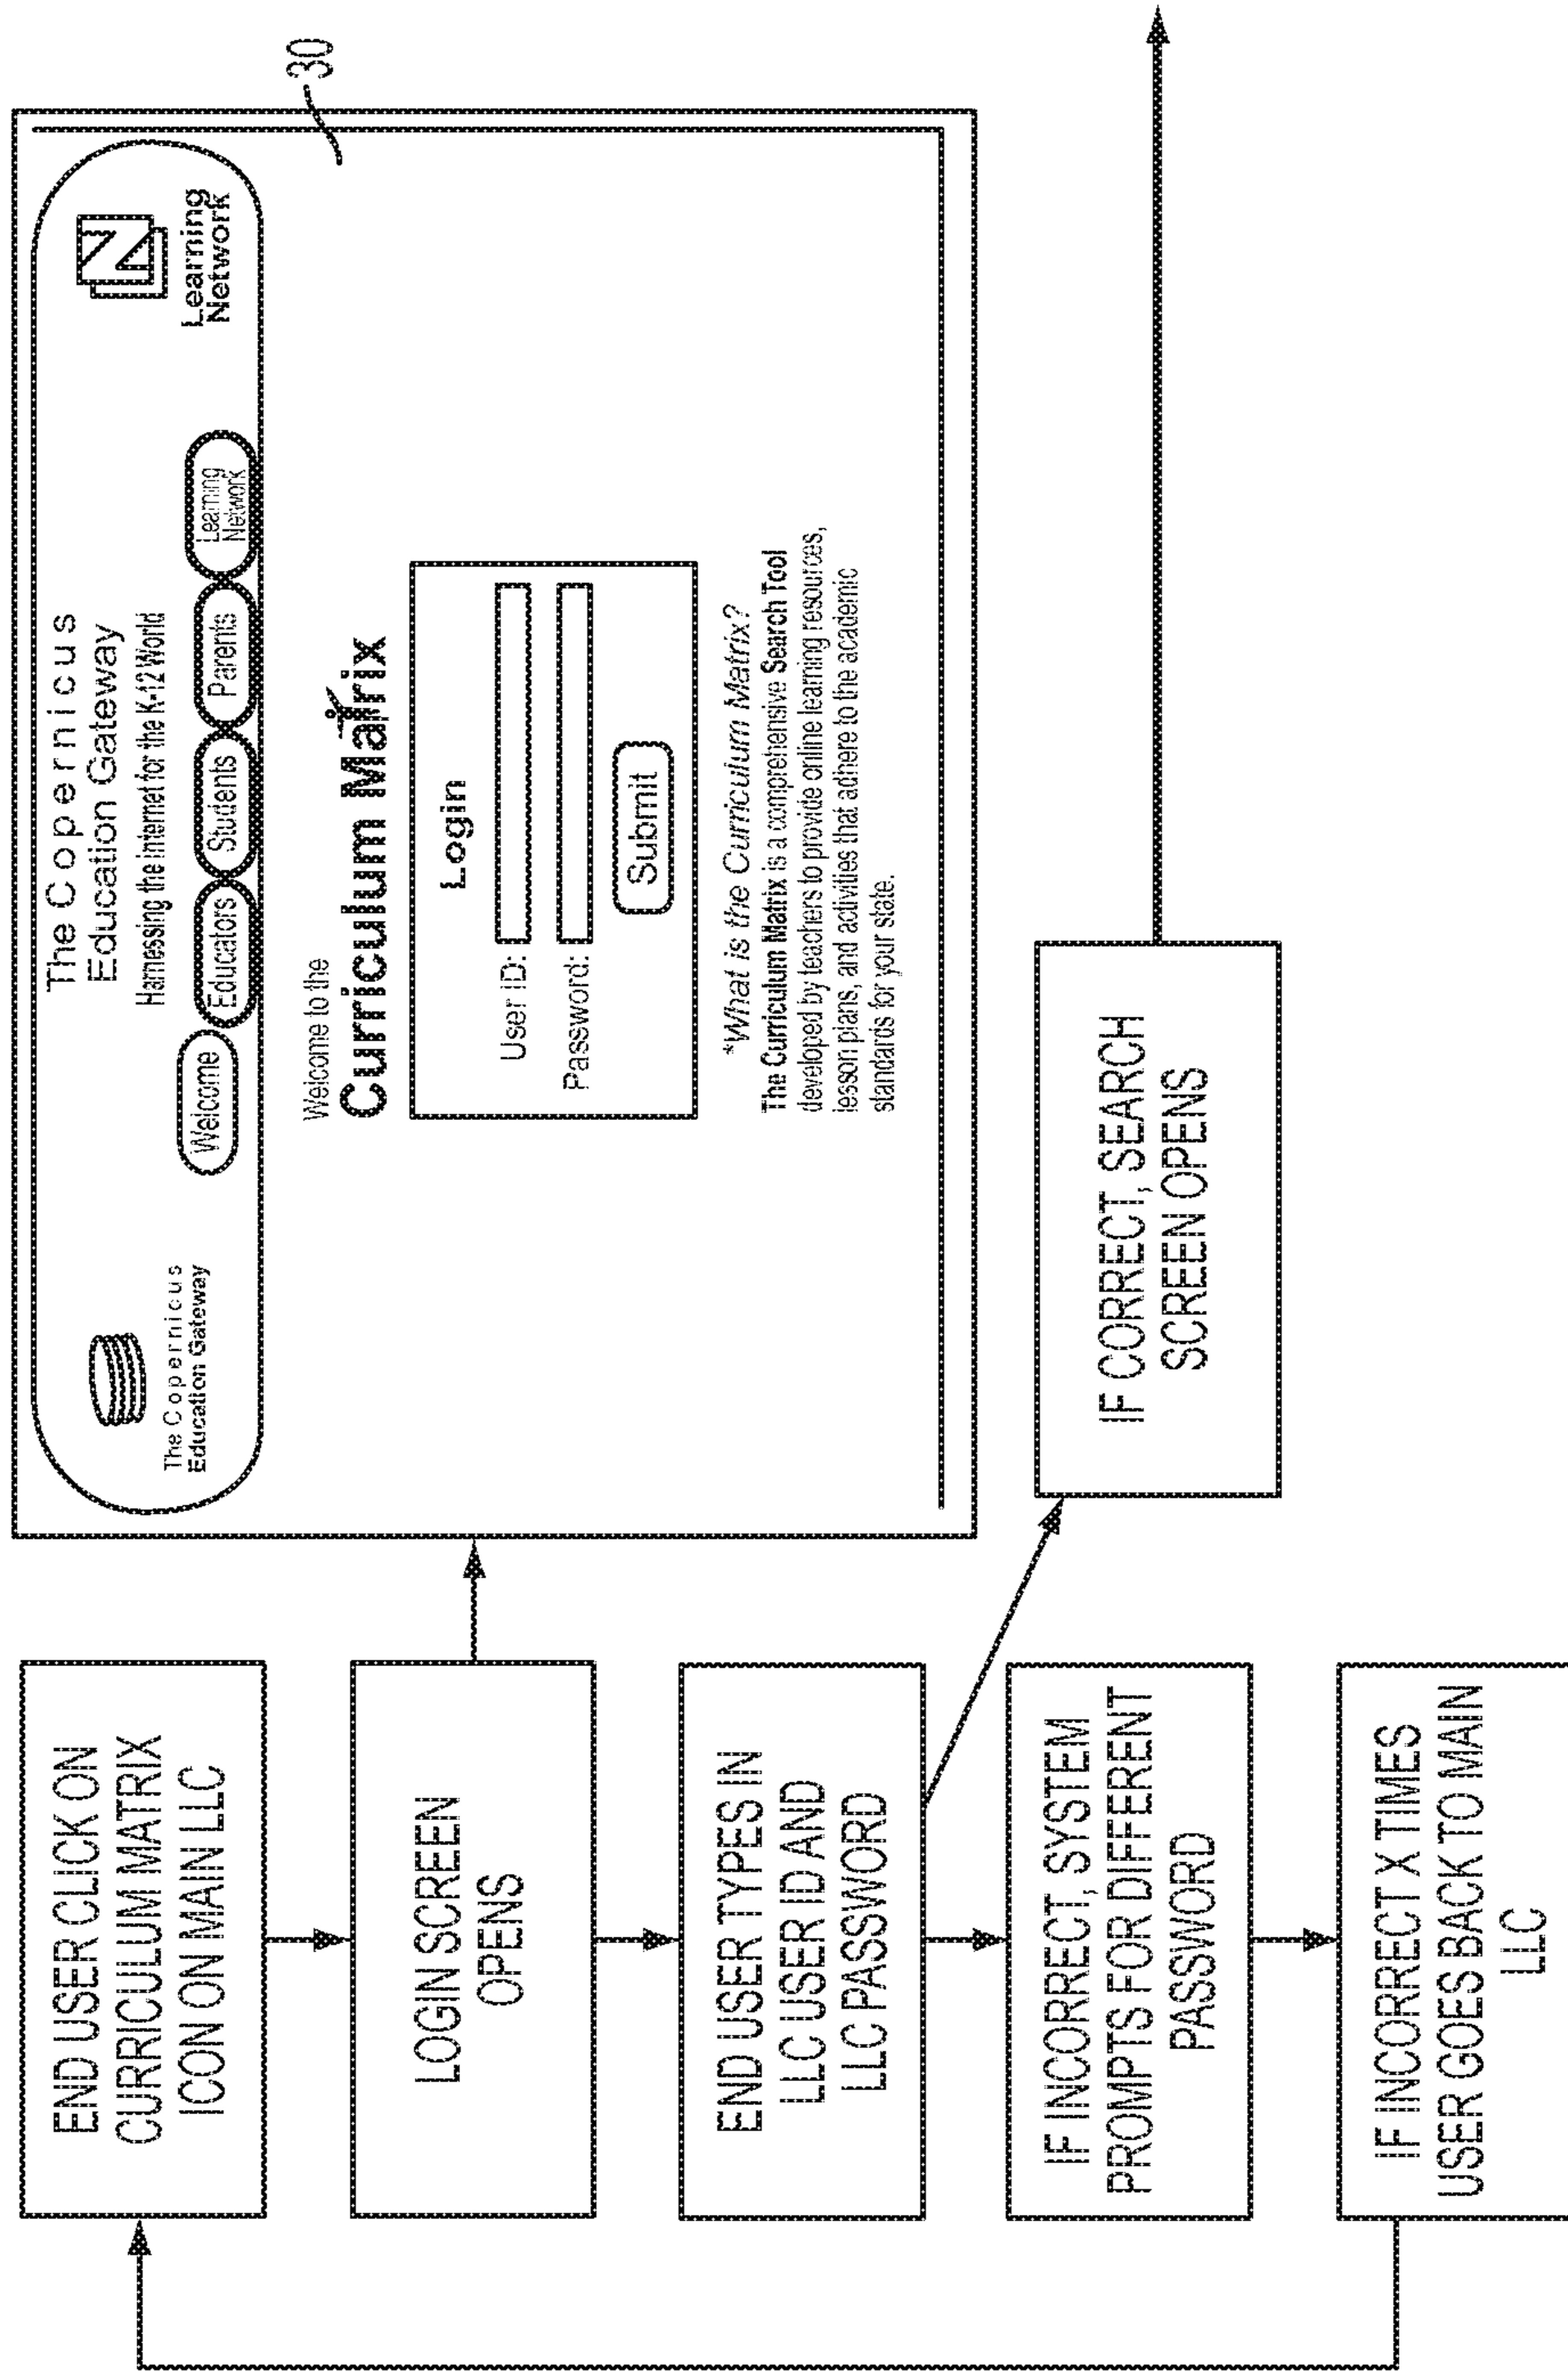 END USER CLICK ON
CURRICULUM MATRIX
ICON ON MAIN LLC
LOGIN SCREEN
OPENS
END USER TYPES IN
LLC USER ID AND
LLC PASSWORD
IF INCORRECT, SYSTEM
PROMPTS FOR DIFFERENT
PASSWORD
IF INCORRECT X TIMES
USER GOES BACK TO MAIN
LLC
The Copernicus
Education Gateway
The Copernicus
Education Gateway
Harnessing the Internet for the K-12 World
Welcome
Educators
Students
Parents
Learning
Network
N
Learning
Network
30
Welcome to the
Curriculum Matrix
Login
User ID:
Password:
Submit
*What is the Curriculum Matrix?
The Curriculum Matrix is a comprehensive Search Tool
developed by teachers to provide online learning resources,
lesson plans, and activities that adhere to the academic
standards for your state.
IF CORRECT, SEARCH
SCREEN OPENS